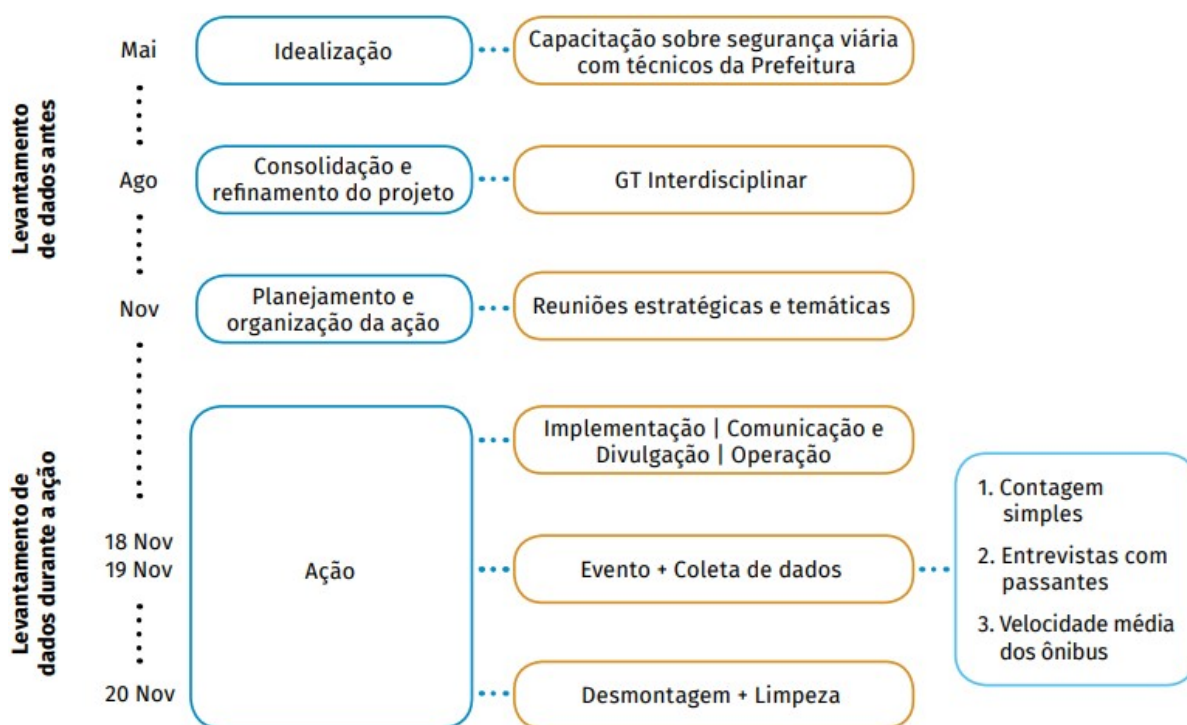 Levantamento
de dados antes
Mai
Idealização
Capacitação sobre segurança viária
com técnicos da Prefeitura
Ago
Consolidação e
refinamento do projeto
GT Interdisciplinar
Nov
Planejamento e
organização da ação
Reuniões estratégicas e temáticas
Levantamento de
dados durante a ação
Ação
Implementação | Comunicação e
Divulgação | Operação
18 Nov
19 Nov
Evento + Coleta de dados
1. Contagem
simples
2. Entrevistas com
passantes
3. Velocidade média
dos ônibus
20 Nov
Desmontagem + Limpeza